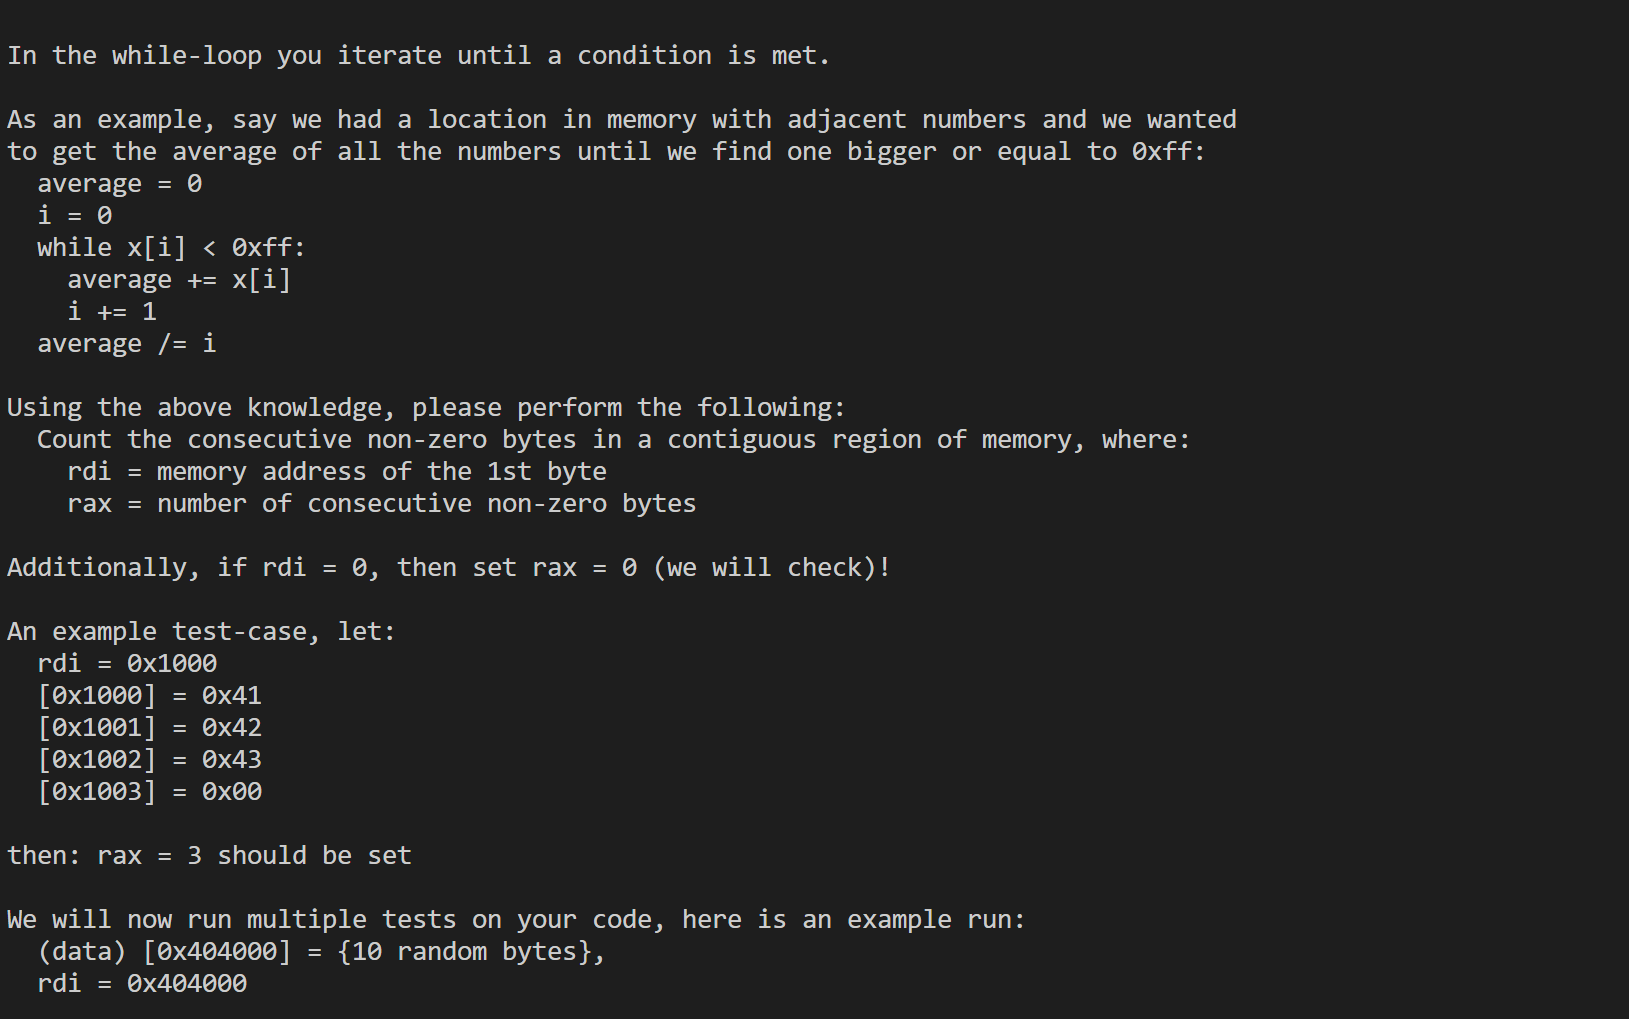 In the while-loop you iterate until a condition is met.
As an example, say we had a location in memory with adjacent numbers and we wanted
to get the average of all the numbers until we find one bigger or equal to 0xff:
  average = 0
  i = 0
  while x[i] < 0xff:
    average += x[i]
    i += 1
  average /= i
Using the above knowledge, please perform the following:
  Count the consecutive non-zero bytes in a contiguous region of memory, where:
    rdi = memory address of the 1st byte
    rax = number of consecutive non-zero bytes
Additionally, if rdi = 0, then set rax = 0 (we will check)!
An example test-case, let:
  rdi = 0x1000
  [0x1000] = 0x41
  [0x1001] = 0x42
  [0x1002] = 0x43
  [0x1003] = 0x00
then: rax = 3 should be set
We will now run multiple tests on your code, here is an example run:
  (data) [0x404000] = {10 random bytes},
  rdi = 0x404000